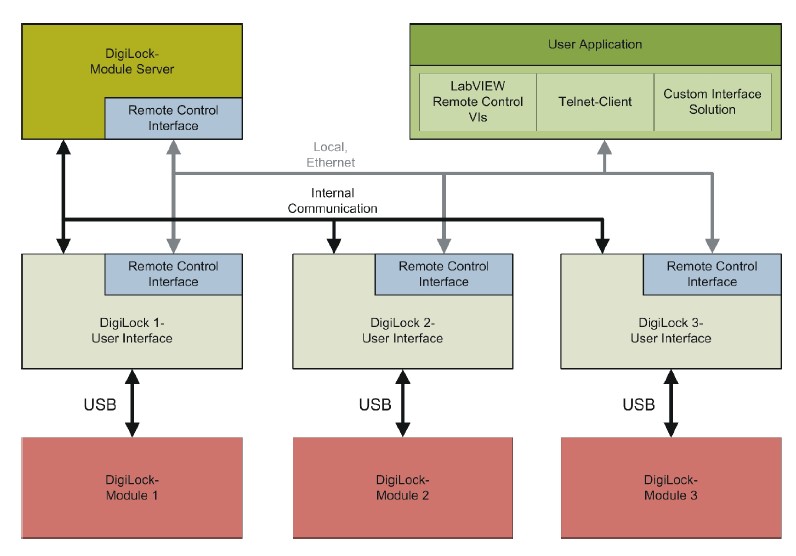 DigiLock-
Module Server
Remote Control
Interface
User Application
LabVIEW
Remote Control
VIs
Telnet-Client
Custom Interface
Solution
Local,
Ethernet
Internal
Communication
Remote Control
Interface
DigiLock 1-
User Interface
Remote Control
Interface
DigiLock 2-
User Interface
Remote Control
Interface
DigiLock 3-
User Interface
USB
USB
USB
DigiLock-
Module 1
DigiLock-
Module 2
DigiLock-
Module 3